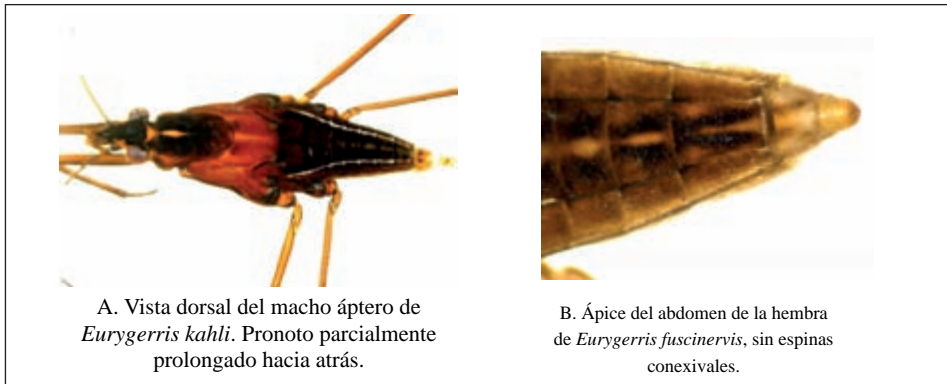 A. Vista dorsal del macho áptero de
Eurygerris kahli. Pronoto parcialmente
prolongado hacia atrás.
B. Ápice del abdomen de la hembra
de Eurygerris fuscinervis, sin espinas
conexivales.